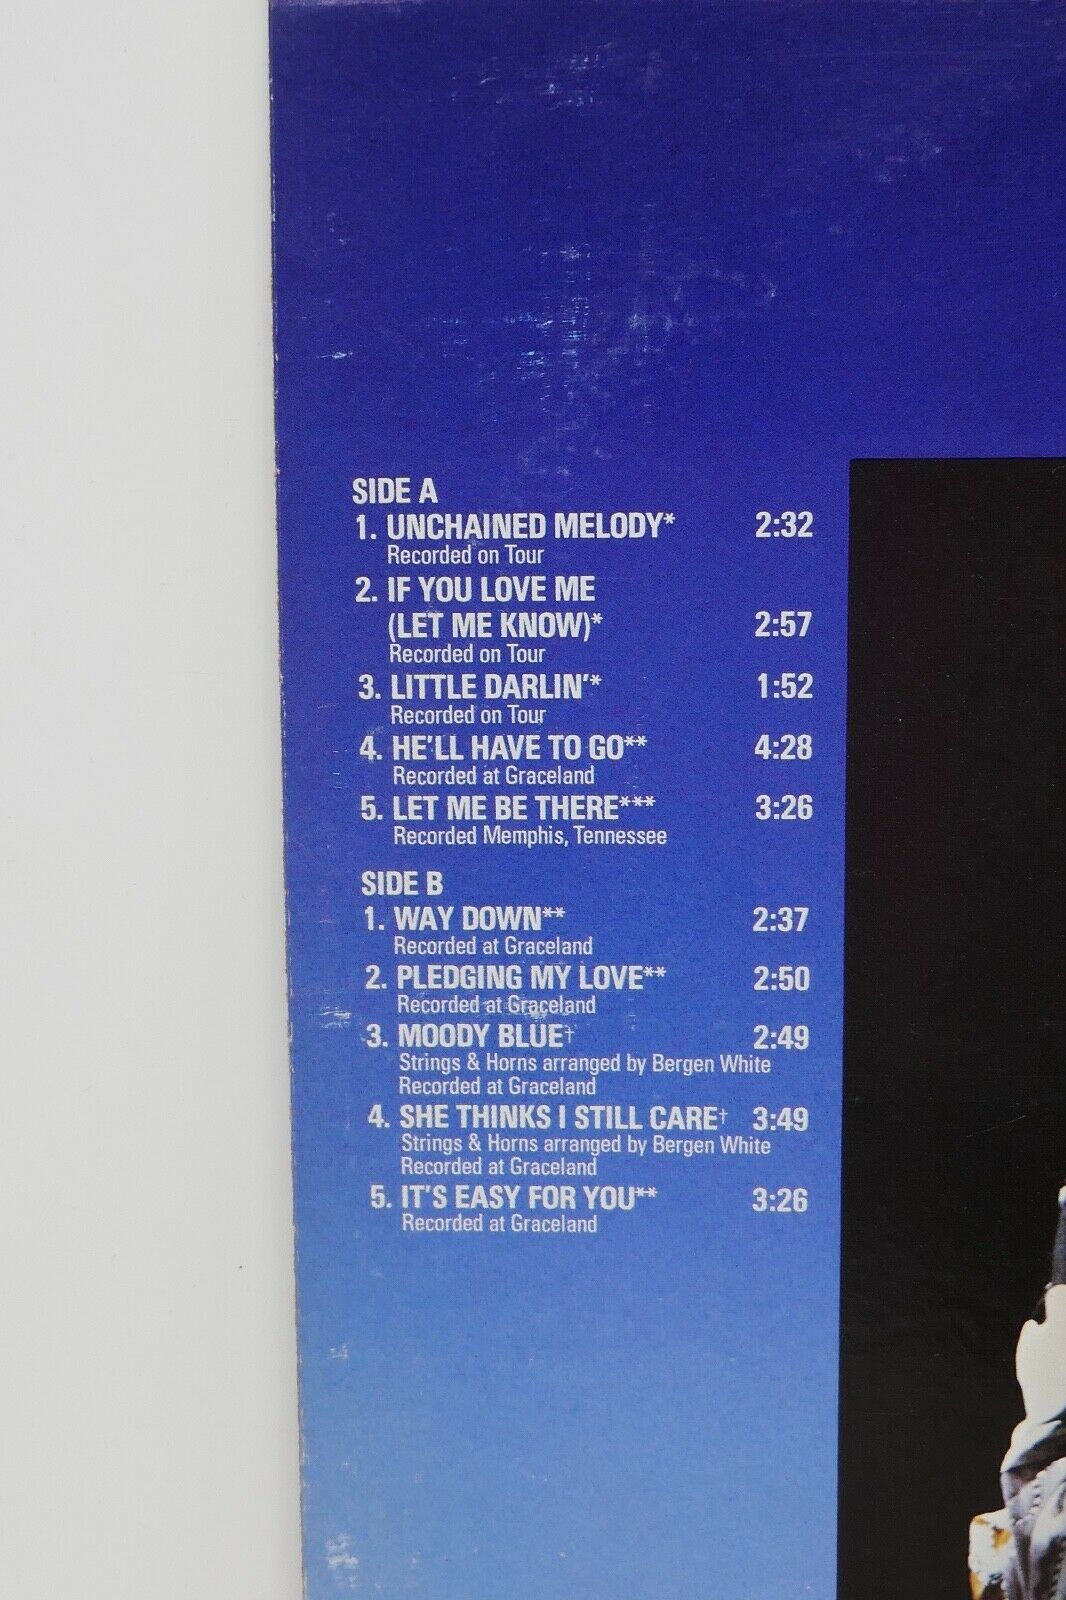 SIDE A
1. UNCHAINED MELODY* 2:32
Recorded on Tour
2. IF YOU LOVE ME
(LET ME KNOW)* 2:57
Recorded on Tour
3. LITTLE DARLIN'* 1:52
Recorded on Tour
4. HE'LL HAVE TO GO** 4:28
Recorded at Graceland
5. LET ME BE THERE*** 3:26
Recorded Memphis, Tennessee
SIDE B
1. WAY DOWN** 2:37
Recorded at Graceland
2. PLEDGING MY LOVE** 2:50
Recorded at Graceland
3. MOODY BLUE† 2:49
Strings & Horns arranged by Bergen White
Recorded at Graceland
4. SHE THINKS I STILL CARE† 3:49
Strings & Horns arranged by Bergen White
Recorded at Graceland
5. IT'S EASY FOR YOU** 3:26
Recorded at Graceland